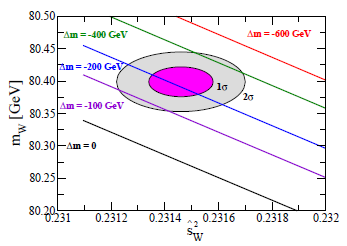 80.50
Δm = -400 GeV
Δm = -600 GeV
80.45
Δm = -200 GeV
80.40
1σ
2σ
Δm = -100 GeV
80.35
m_W [GeV]
80.30
Δm = 0
80.25
80.20
0.231 0.2312 0.2314 0.2316 0.2318 0.232
ŝ²_W